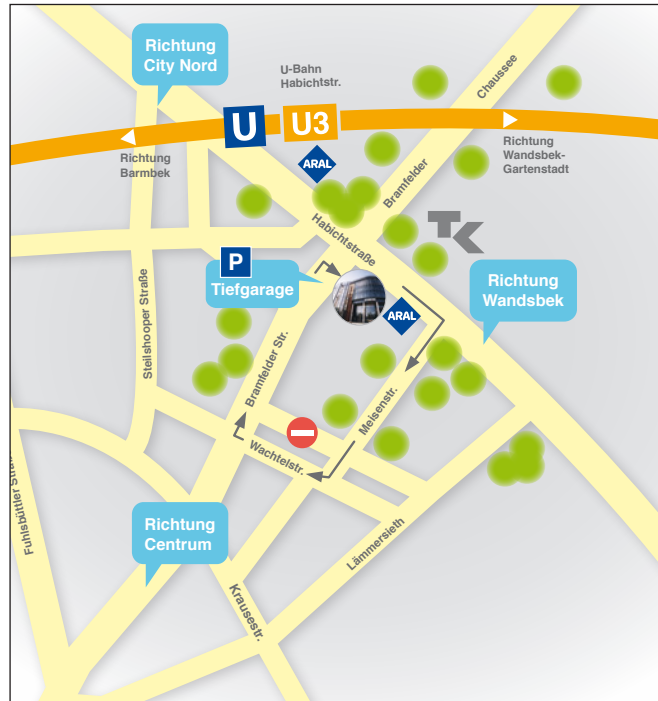 Richtung
City Nord
U-Bahn
Habichtstr.
Chaussee
U
U3
Richtung
Barmbek
ARAL
Richtung
Wandsbek-
Gartenstadt
Bramfelder
TK
Habichtstraße
P
Tiefgarage
Richtung
Wandsbek
ARAL
Steilshooper Straße
Bramfelder Str.
Meisenstr.
Wachtelstr.
Richtung
Centrum
Lämmersieth
Krausestr.